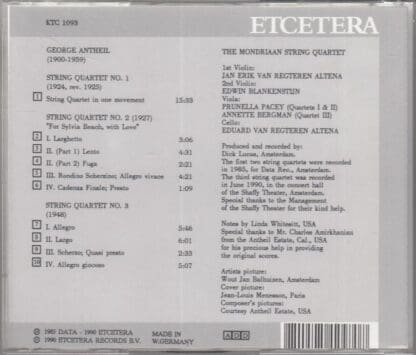 KTC 1093
ETCETERA
GEORGE ANTHEIL
(1900-1959)
STRING QUARTET NO. 1
(1924, rev. 1925)
1 String Quartet in one movement 15:33
STRING QUARTET NO. 2 (1927)
"For Sylvia Beach, with Love"
2 I. Larghetto 3:06
3 II. (Part 1) Lento 4:31
4 II. (Part 2) Fuga 2:21
5 III. Rondino Scherzino; Allegro vivace 4:21
6 IV. Cadenza Finale; Presto 1:09
STRING QUARTET NO. 3
(1948)
7 I. Allegro 5:46
8 II. Largo 6:01
9 III. Scherzo; Quasi presto 2:33
10 IV. Allegro giocoso 5:07
© 1985 DATA - 1990 ETCETERA
℗ 1990 ETCETERA RECORDS B.V.
MADE IN
W.GERMANY
THE MONDRIAAN STRING QUARTET
1st Violin:
JAN ERIK VAN REGTEREN ALTENA
2nd Violin:
EDWIN BLANKENSTIJN
Viola:
PRUNELLA PACEY (Quartets I & II)
ANNETTE BERGMAN (Quartet III)
Cello:
EDUARD VAN REGTEREN ALTENA
Produced and recorded by:
Dick Lucas, Amsterdam.
The first two string quartets were recorded
in 1985, for Data Rec., Amsterdam.
The third string quartet was recorded
in June 1990, in the concert hall
of the Shaffy Theater, Amsterdam.
Special thanks to the Management
of the Shaffy Theater for their kind help.
Notes by Linda Whitesitt, USA
Special thanks to Mr. Charles Amirkhanian
from the Antheil Estate, Cal., USA
for his precious help in providing
the original scores.
Artists picture:
Wout Jan Balhuizen, Amsterdam
Cover picture:
Jean-Louis Menesson, Paris
Composer's pictures:
Courtesy Antheil Estate, USA
A D D